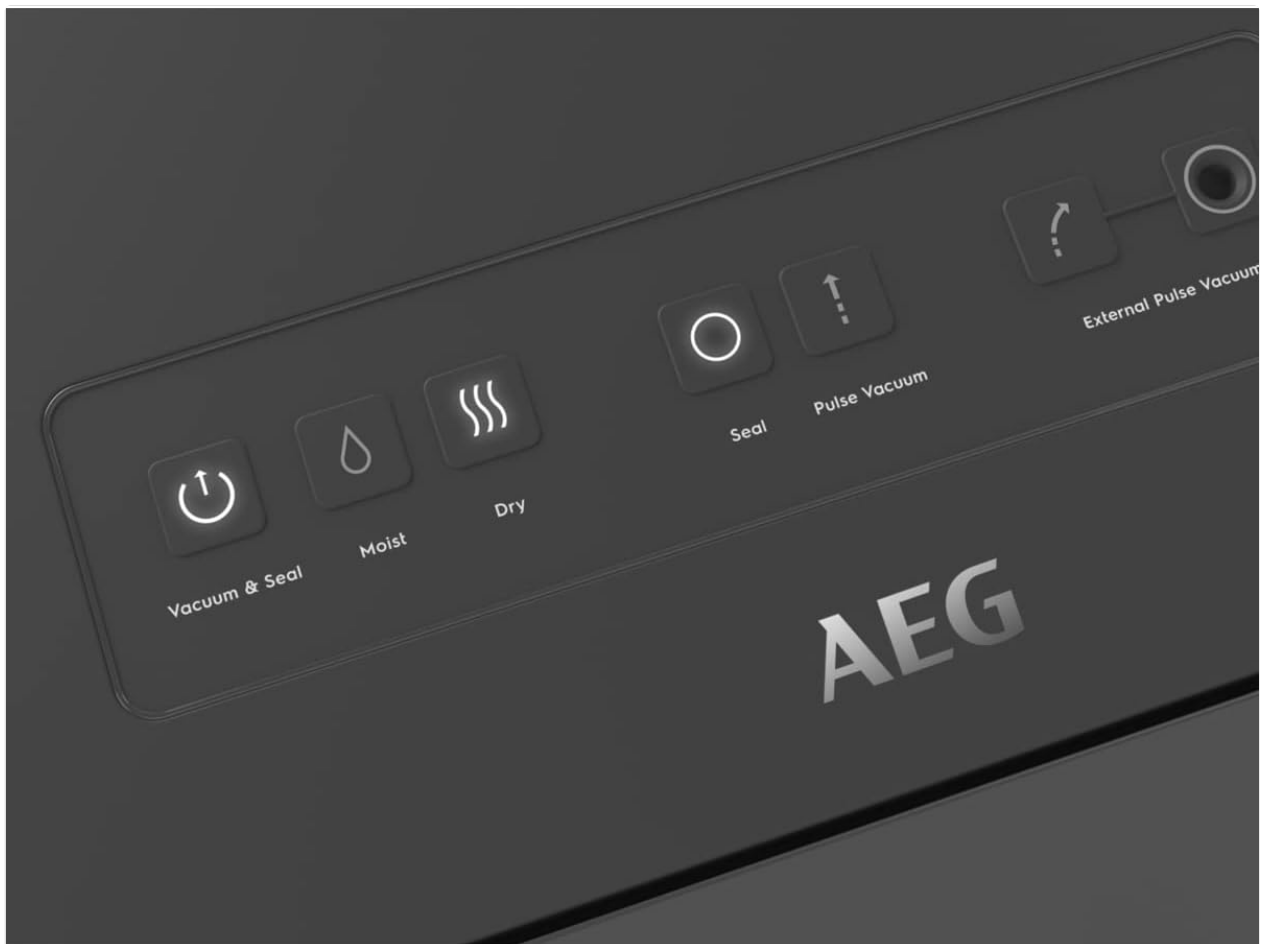 Vacuum & Seal
Moist
Dry
Seal
Pulse Vacuum
External Pulse Vacuum
AEG